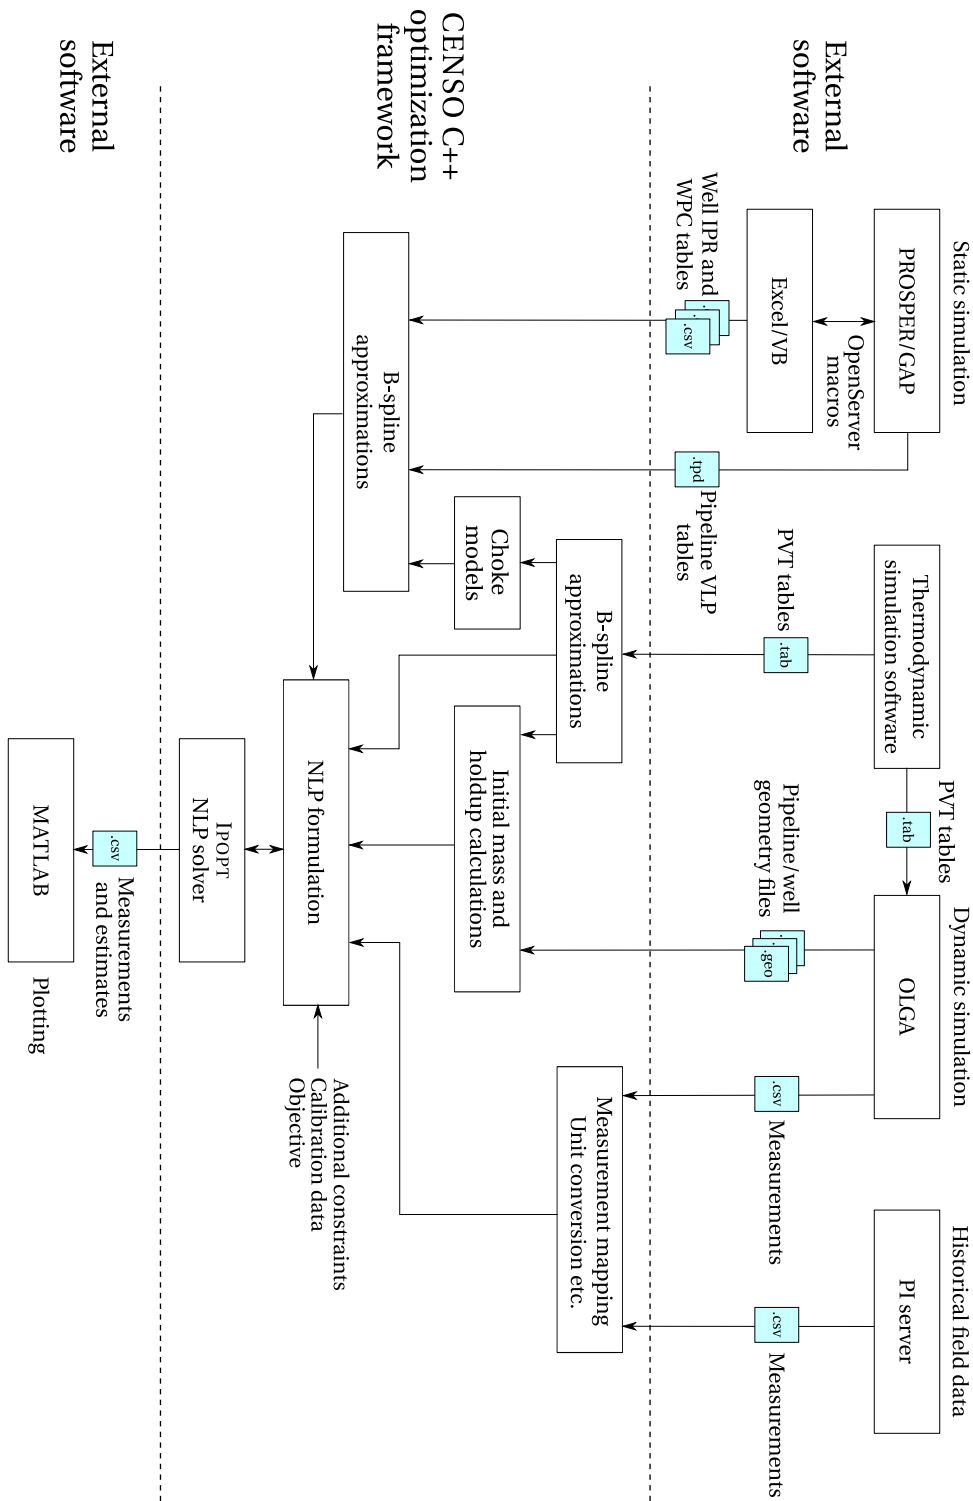 Static simulation
Dynamic simulation
Historical field data
External
software
PROSPER/GAP
OpenServer
macros
Excel/VB
Well IPR and
WPC tables
.
.
.csv
.tpd
Pipeline VLP
tables
Thermodynamic
simulation software
PVT tables
.tab
PVT tables
.tab
OLGA
Pipeline/well
geometry files
.
.
.geo
.csv
Measurements
PI server
.csv
Measurements
CENSO C++
optimization
framework
B-spline
approximations
Choke
models
B-spline
approximations
Initial mass and
holdup calculations
Measurement mapping
Unit conversion etc.
NLP formulation
Additional constraints
Calibration data
Objective
IPOPT
NLP solver
External
software
.csv
Measurements
and estimates
MATLAB
Plotting